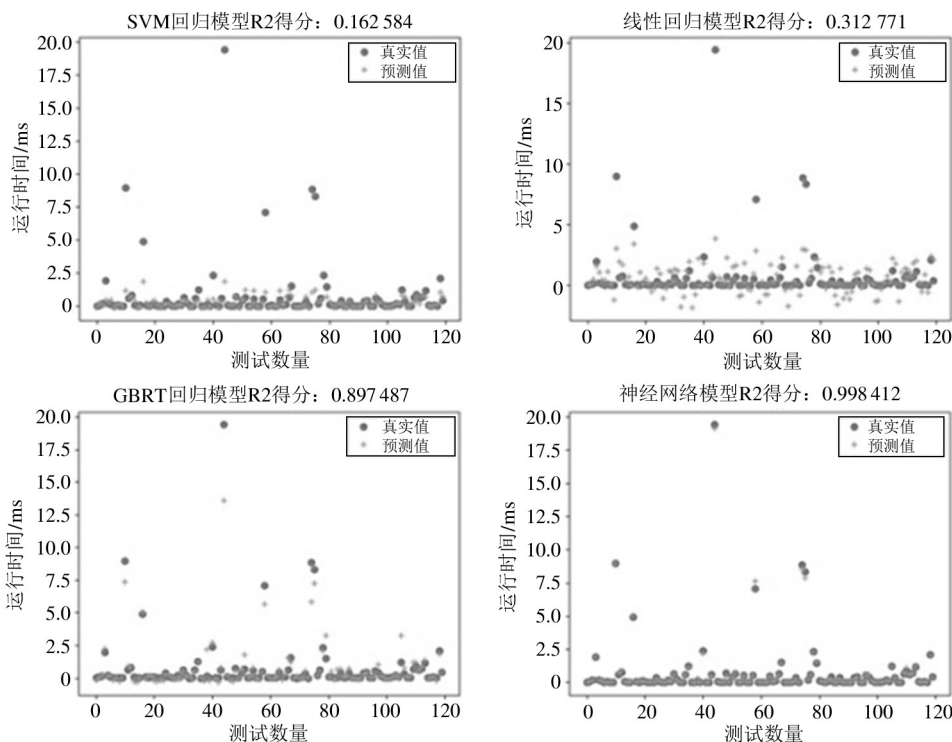 SVM回归模型R2得分：0.162 584
20.0
17.5
15.0
12.5
10.0
7.5
5.0
2.5
0
运行时间/ms
真实值
预测值
0 20 40 60 80 100 120
测试数量
线性回归模型R2得分：0.312 771
20
15
10
5
0
运行时间/ms
真实值
预测值
0 20 40 60 80 100 120
测试数量
GBRT回归模型R2得分：0.897 487
20.0
17.5
15.0
12.5
10.0
7.5
5.0
2.5
0
运行时间/ms
真实值
预测值
0 20 40 60 80 100 120
测试数量
神经网络模型R2得分：0.998 412
20.0
17.5
15.0
12.5
10.0
7.5
5.0
2.5
0
运行时间/ms
真实值
预测值
0 20 40 60 80 100 120
测试数量